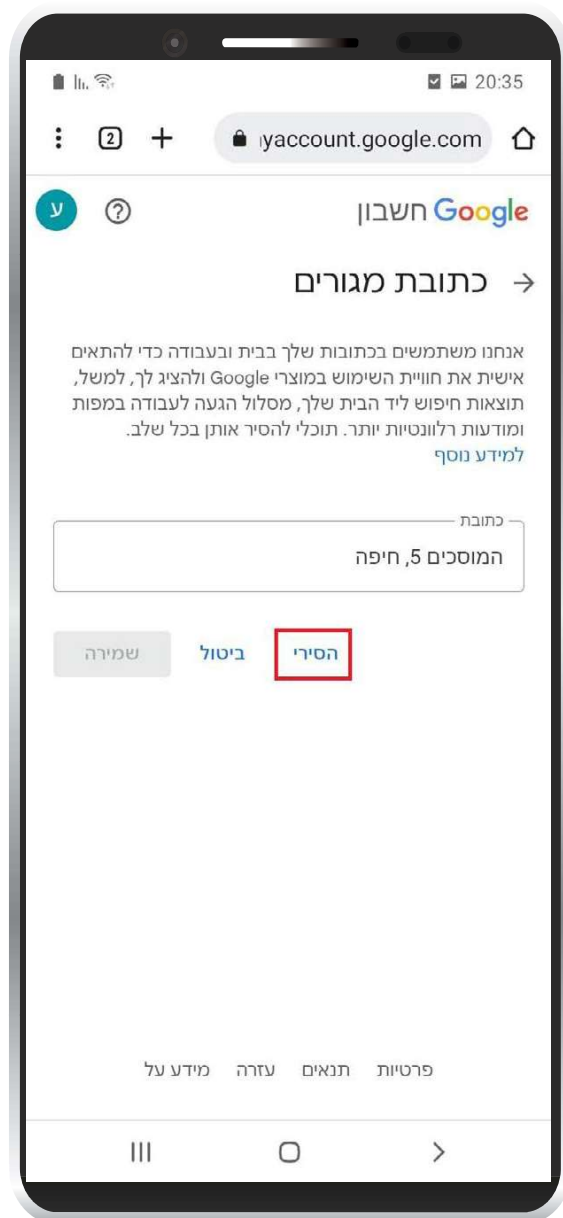 20:35
2
yaccount.google.com
חשבון Google
ע
כתובת מגורים
אנחנו משתמשים בכתובות שלך בבית ובעבודה כדי להתאים
אישית את חוויית השימוש במוצרי Google ולהציג לך, למשל,
תוצאות חיפוש ליד הבית שלך, מסלול הגעה לעבודה במפות
ומודעות רלוונטיות יותר. תוכלי להסיר אותן בכל שלב.
למידע נוסף
כתובת
המוסכים 5, חיפה
הסירי ביטול שמירה
פרטיות תנאים עזרה מידע על